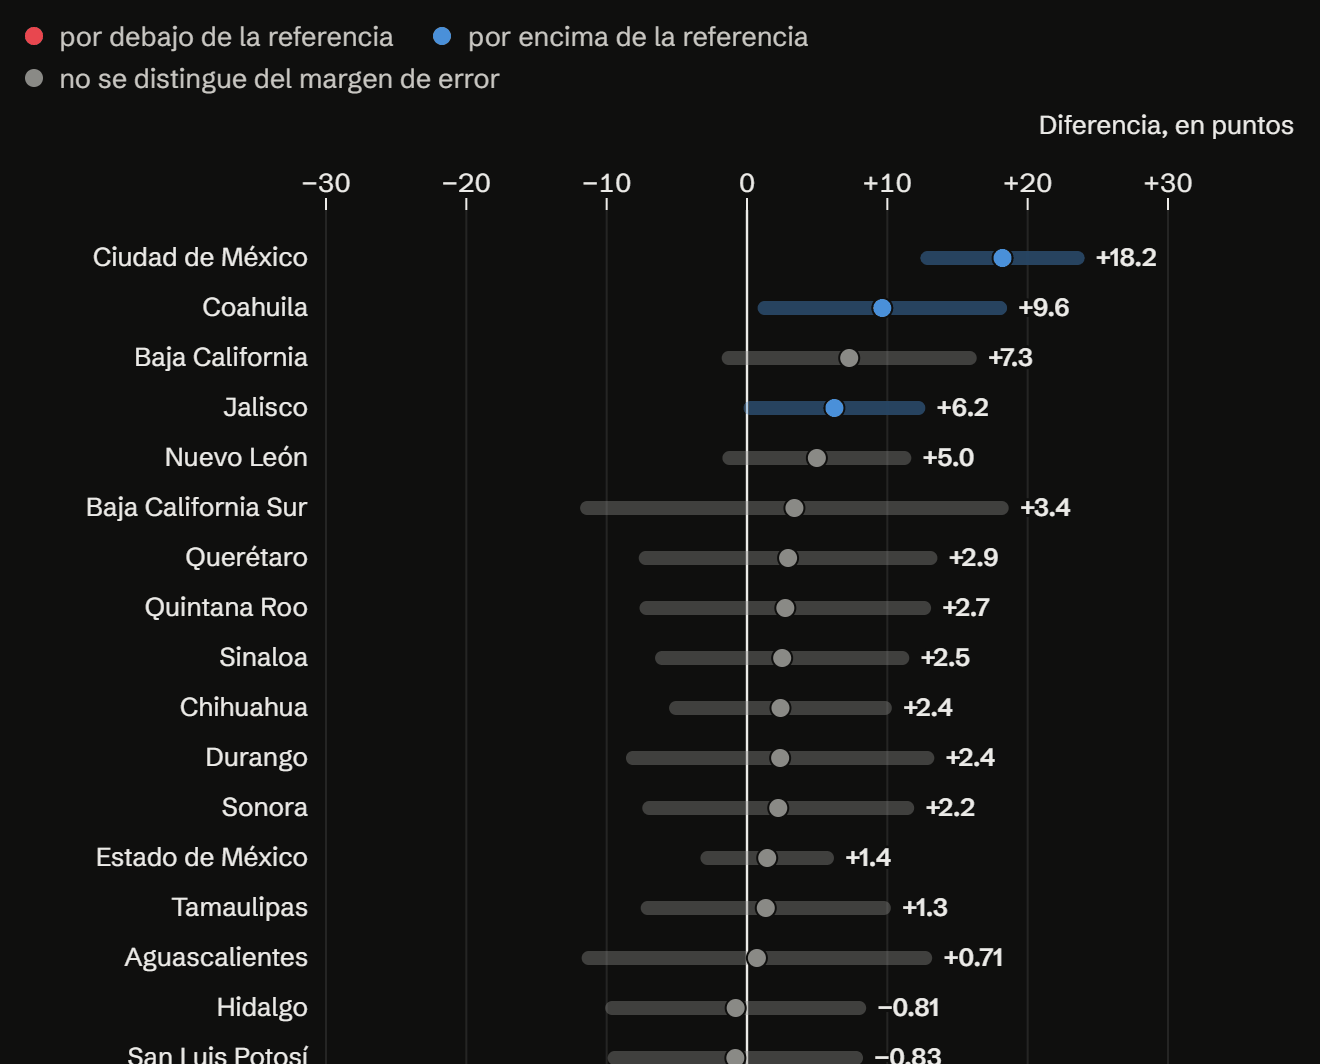 por debajo de la referencia
por encima de la referencia
no se distingue del margen de error
Diferencia, en puntos
−30 −20 −10 0 +10 +20 +30
Ciudad de México +18.2
Coahuila +9.6
Baja California +7.3
Jalisco +6.2
Nuevo León +5.0
Baja California Sur +3.4
Querétaro +2.9
Quintana Roo +2.7
Sinaloa +2.5
Chihuahua +2.4
Durango +2.4
Sonora +2.2
Estado de México +1.4
Tamaulipas +1.3
Aguascalientes +0.71
Hidalgo −0.81
San Luis Potosí −0.83